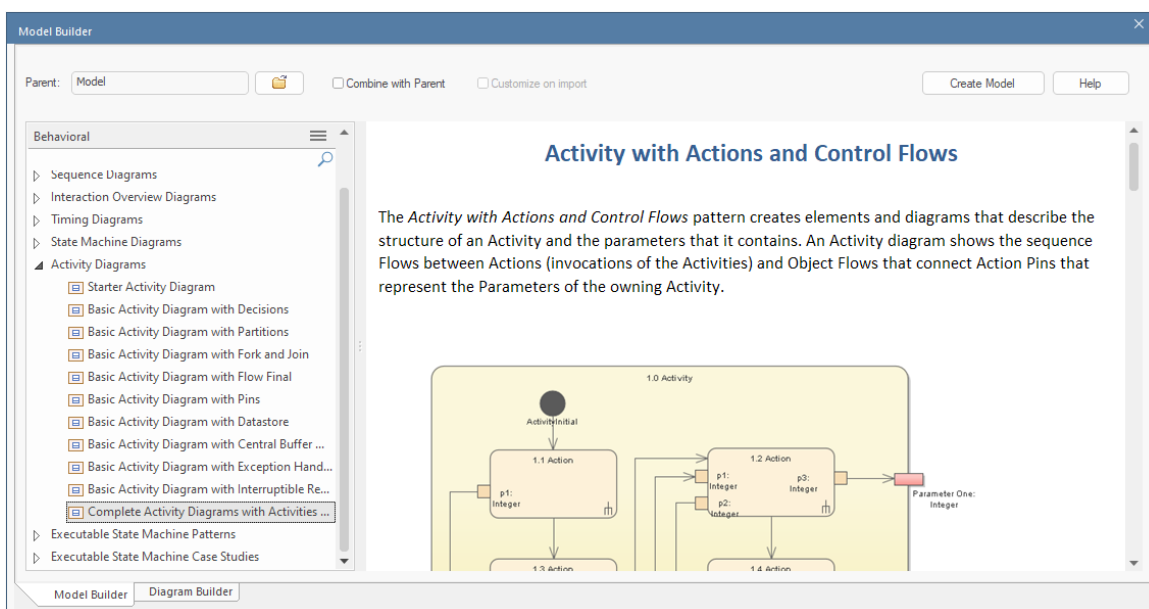 Model Builder
Parent: Model Combine with Parent Customize on import Create Model Help
Behavioral
Sequence Diagrams
Interaction Overview Diagrams
Timing Diagrams
State Machine Diagrams
Activity Diagrams
Starter Activity Diagram
Basic Activity Diagram with Decisions
Basic Activity Diagram with Partitions
Basic Activity Diagram with Fork and Join
Basic Activity Diagram with Flow Final
Basic Activity Diagram with Pins
Basic Activity Diagram with Datastore
Basic Activity Diagram with Central Buffer ...
Basic Activity Diagram with Exception Hand...
Basic Activity Diagram with Interruptible Re...
Complete Activity Diagrams with Activities ...
Executable State Machine Patterns
Executable State Machine Case Studies
Activity with Actions and Control Flows
The Activity with Actions and Control Flows pattern creates elements and diagrams that describe the
structure of an Activity and the parameters that it contains. An Activity diagram shows the sequence
Flows between Actions (invocations of the Activities) and Object Flows that connect Action Pins that
represent the Parameters of the owning Activity.
1.0 Activity
ActivityInitial
1.1 Action
p1:
Integer
1.2 Action
p1:
Integer
p2:
Integer
p3:
Integer
Parameter One:
Integer
1.3 Action
1.4 Action
Model Builder
Diagram Builder